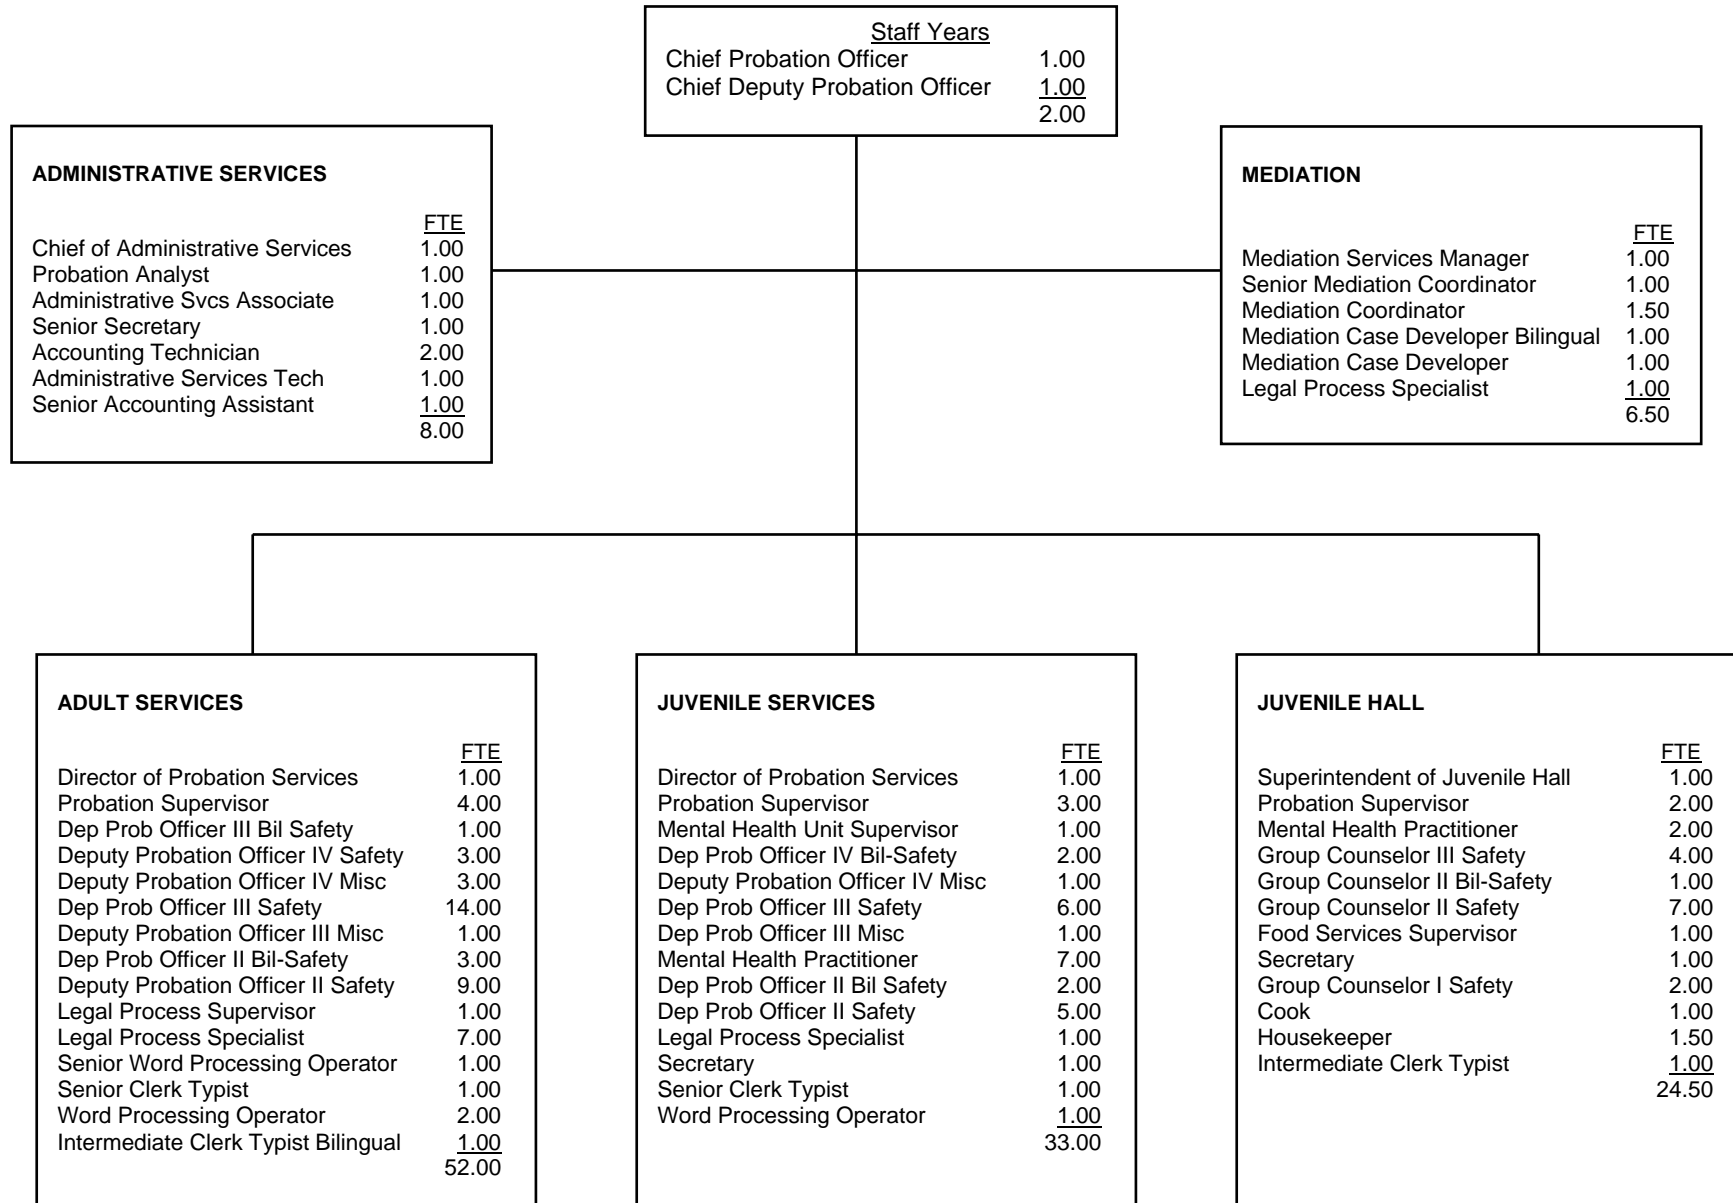 Staff Years
Chief Probation Officer 1.00
Chief Deputy Probation Officer 1.00
2.00
ADMINISTRATIVE SERVICES
FTE
Chief of Administrative Services 1.00
Probation Analyst 1.00
Administrative Svcs Associate 1.00
Senior Secretary 1.00
Accounting Technician 2.00
Administrative Services Tech 1.00
Senior Accounting Assistant 1.00
8.00
MEDIATION
FTE
Mediation Services Manager 1.00
Senior Mediation Coordinator 1.00
Mediation Coordinator 1.50
Mediation Case Developer Bilingual 1.00
Mediation Case Developer 1.00
Legal Process Specialist 1.00
6.50
ADULT SERVICES
FTE
Director of Probation Services 1.00
Probation Supervisor 4.00
Dep Prob Officer III Bil Safety 1.00
Deputy Probation Officer IV Safety 3.00
Deputy Probation Officer IV Misc 3.00
Dep Prob Officer III Safety 14.00
Deputy Probation Officer III Misc 1.00
Dep Prob Officer II Bil-Safety 3.00
Deputy Probation Officer II Safety 9.00
Legal Process Supervisor 1.00
Legal Process Specialist 7.00
Senior Word Processing Operator 1.00
Senior Clerk Typist 1.00
Word Processing Operator 2.00
Intermediate Clerk Typist Bilingual 1.00
52.00
JUVENILE SERVICES
FTE
Director of Probation Services 1.00
Probation Supervisor 3.00
Mental Health Unit Supervisor 1.00
Dep Prob Officer IV Bil-Safety 2.00
Deputy Probation Officer IV Misc 1.00
Dep Prob Officer III Safety 6.00
Dep Prob Officer III Misc 1.00
Mental Health Practitioner 7.00
Dep Prob Officer II Bil Safety 2.00
Dep Prob Officer II Safety 5.00
Legal Process Specialist 1.00
Secretary 1.00
Senior Clerk Typist 1.00
Word Processing Operator 1.00
33.00
JUVENILE HALL
FTE
Superintendent of Juvenile Hall 1.00
Probation Supervisor 2.00
Mental Health Practitioner 2.00
Group Counselor III Safety 4.00
Group Counselor II Bil-Safety 1.00
Group Counselor II Safety 7.00
Food Services Supervisor 1.00
Secretary 1.00
Group Counselor I Safety 2.00
Cook 1.00
Housekeeper 1.50
Intermediate Clerk Typist 1.00
24.50